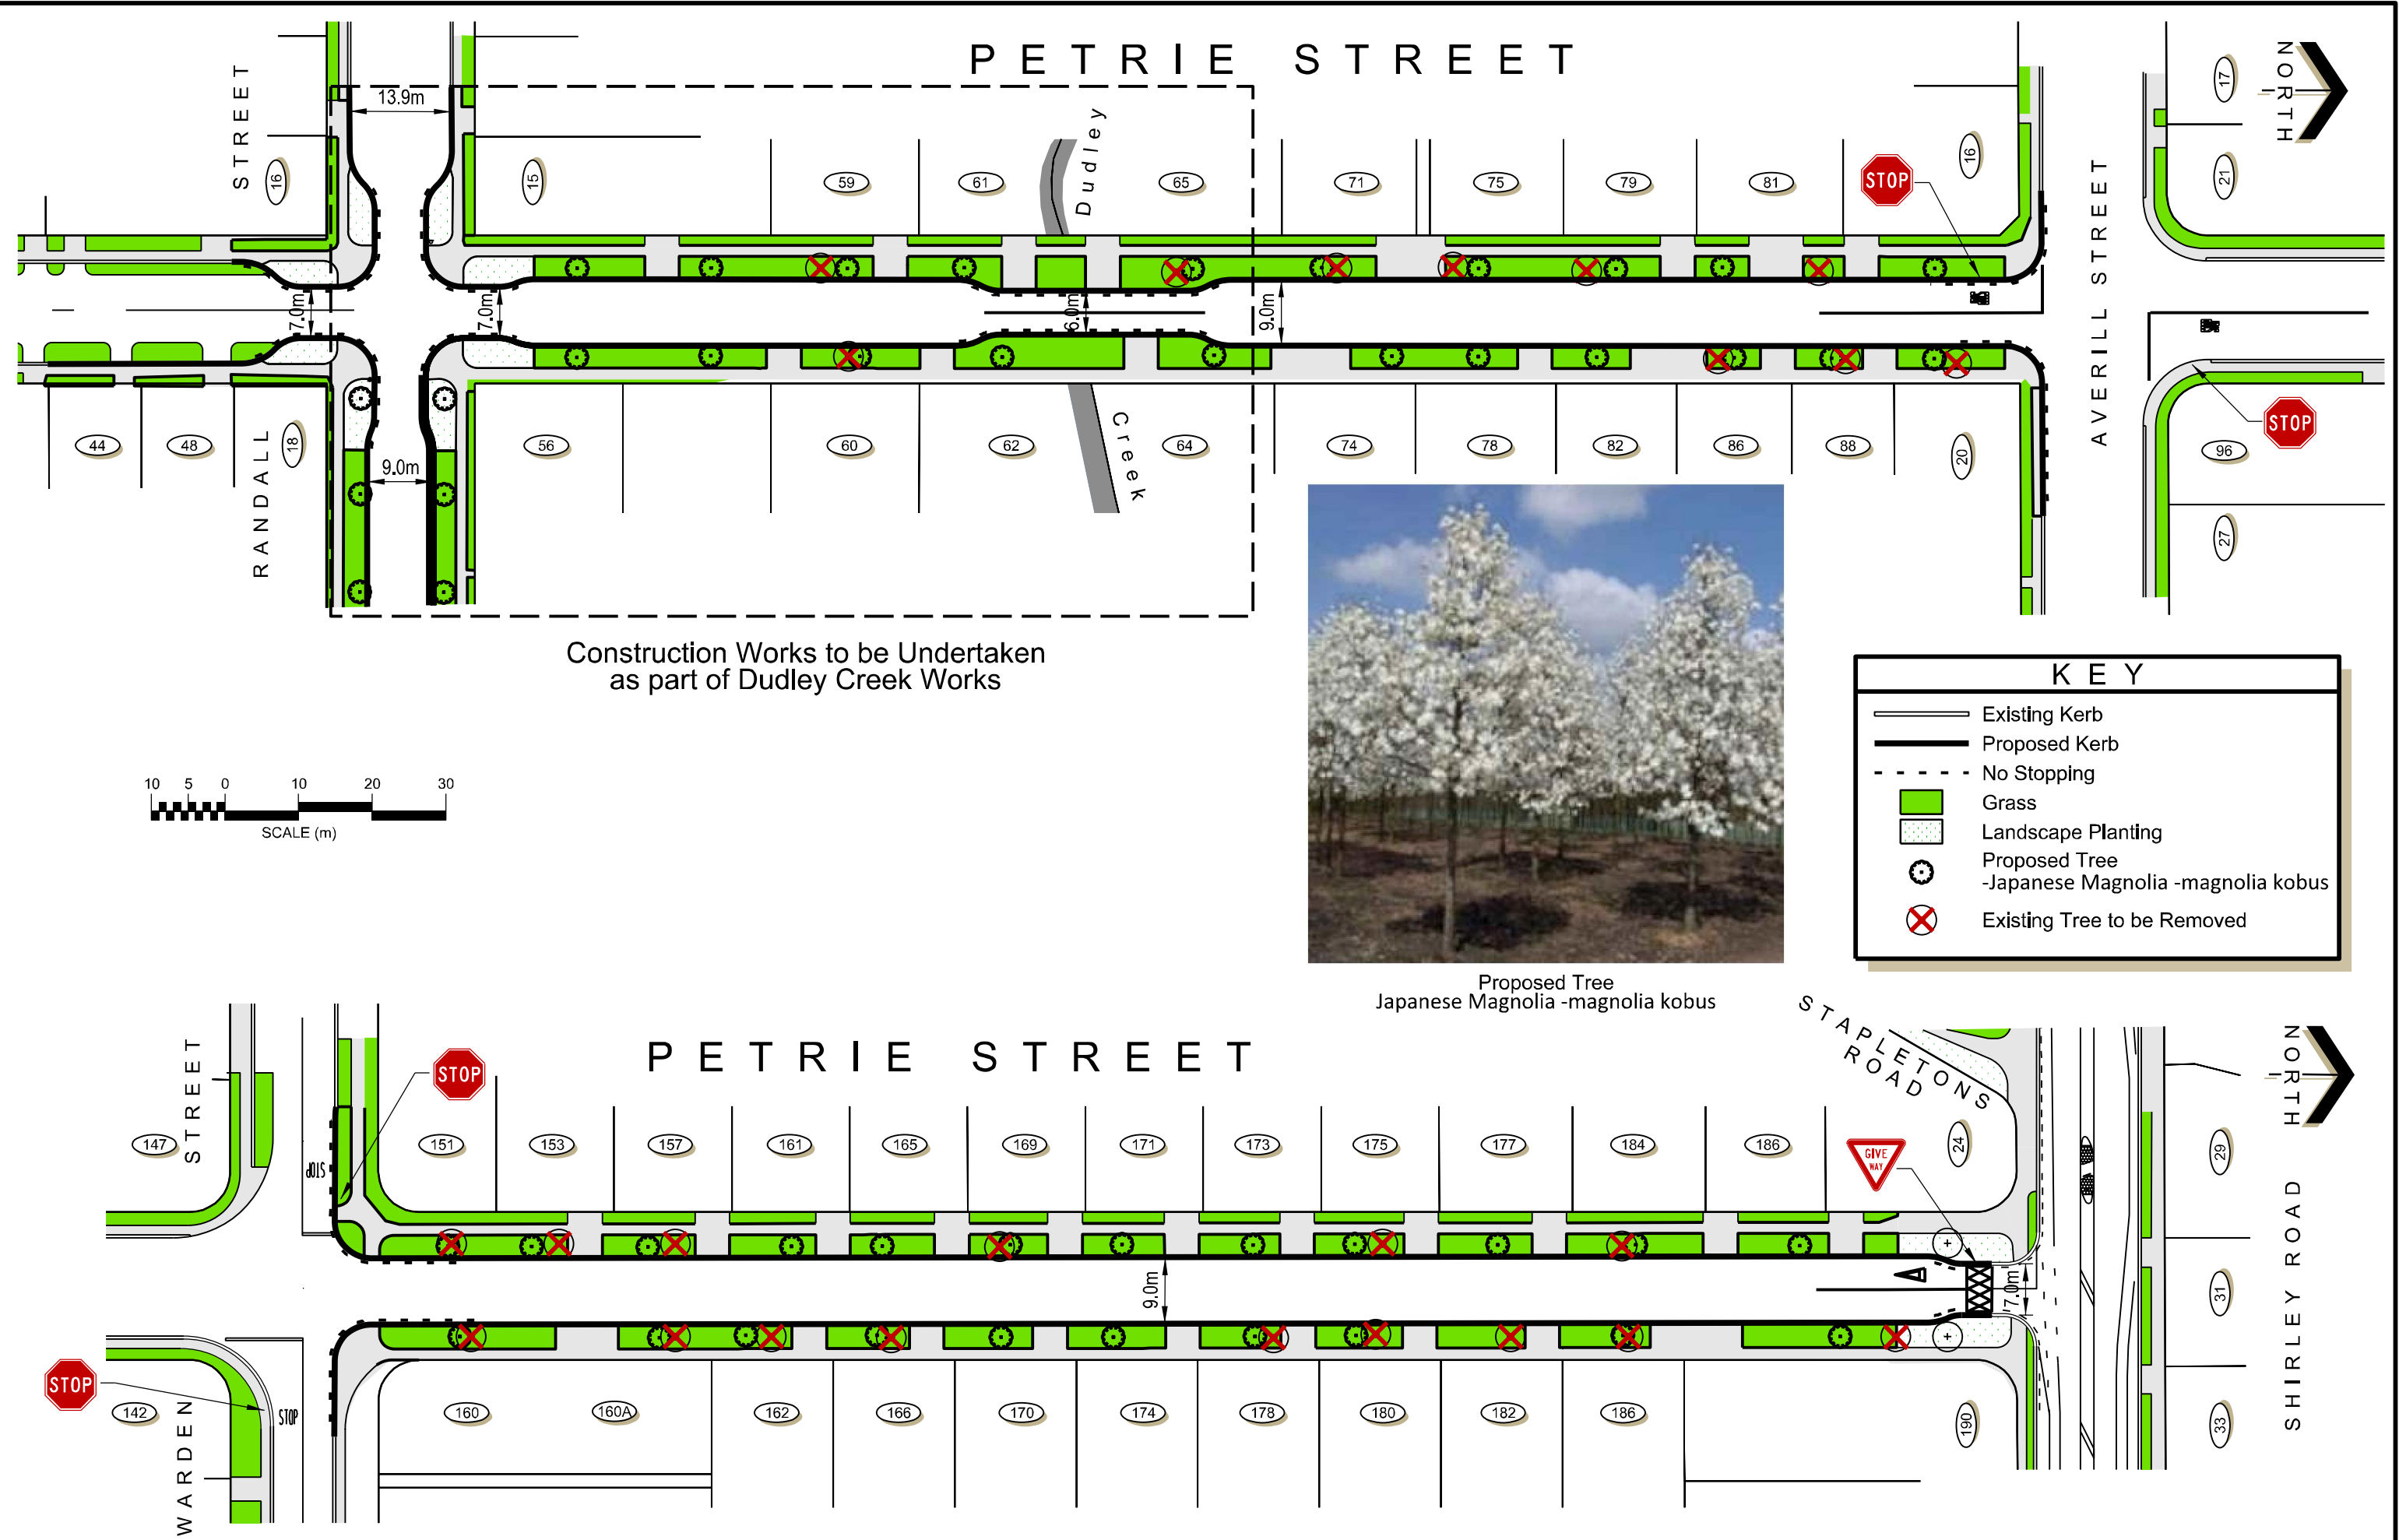 PETRIE STREET
NORTH
STREET
13.9m
Dudley
17
16
15
59
61
65
71
75
79
81
STOP
16
21
AVERILL STREET
7.0m
7.0m
6.0m
9.0m
44
48
RANDALL
18
9.0m
56
60
62
Creek
64
74
78
82
86
88
20
STOP
96
27
Construction Works to be Undertaken
as part of Dudley Creek Works
10 5 0 10 20 30
SCALE (m)
Proposed Tree
Japanese Magnolia -magnolia kobus
KEY
Existing Kerb
Proposed Kerb
No Stopping
Grass
Landscape Planting
Proposed Tree
-Japanese Magnolia -magnolia kobus
Existing Tree to be Removed
PETRIE STREET
STAPLETONS
ROAD
NORTH
STREET
STOP
147
STOP
151
153
157
161
165
169
171
173
175
177
184
186
GIVE
WAY
24
29
9.0m
7.0m
31
SHIRLEY ROAD
STOP
142
WARDEN
STOP
160
160A
162
166
170
174
178
180
182
186
190
33